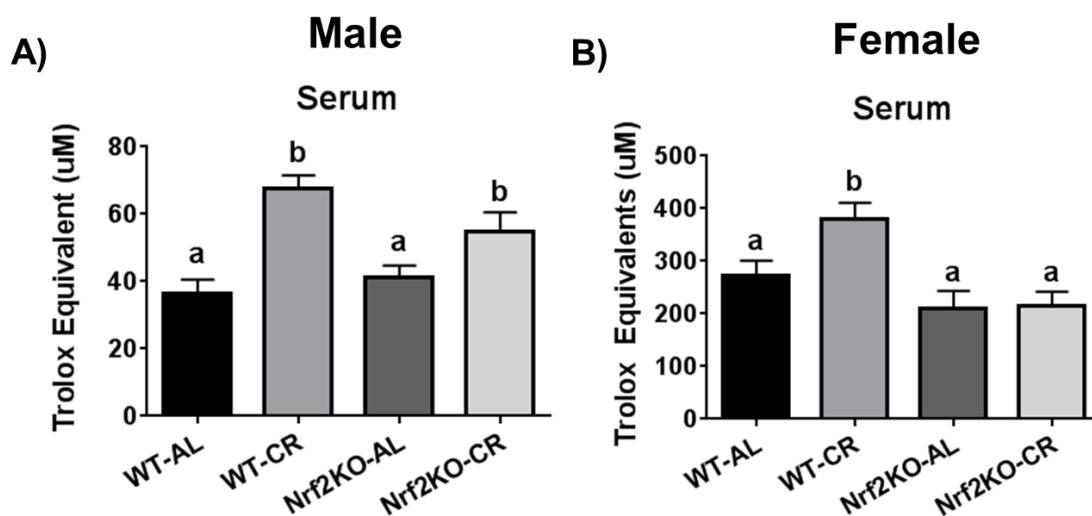 A)
Male
Serum
Trolox Equivalent (uM)
80
60
40
20
0
a
b
a
b
WT-AL
WT-CR
Nrf2KO-AL
Nrf2KO-CR
B)
Female
Serum
Trolox Equivalents (uM)
500
400
300
200
100
0
a
b
a
a
WT-AL
WT-CR
Nrf2KO-AL
Nrf2KO-CR